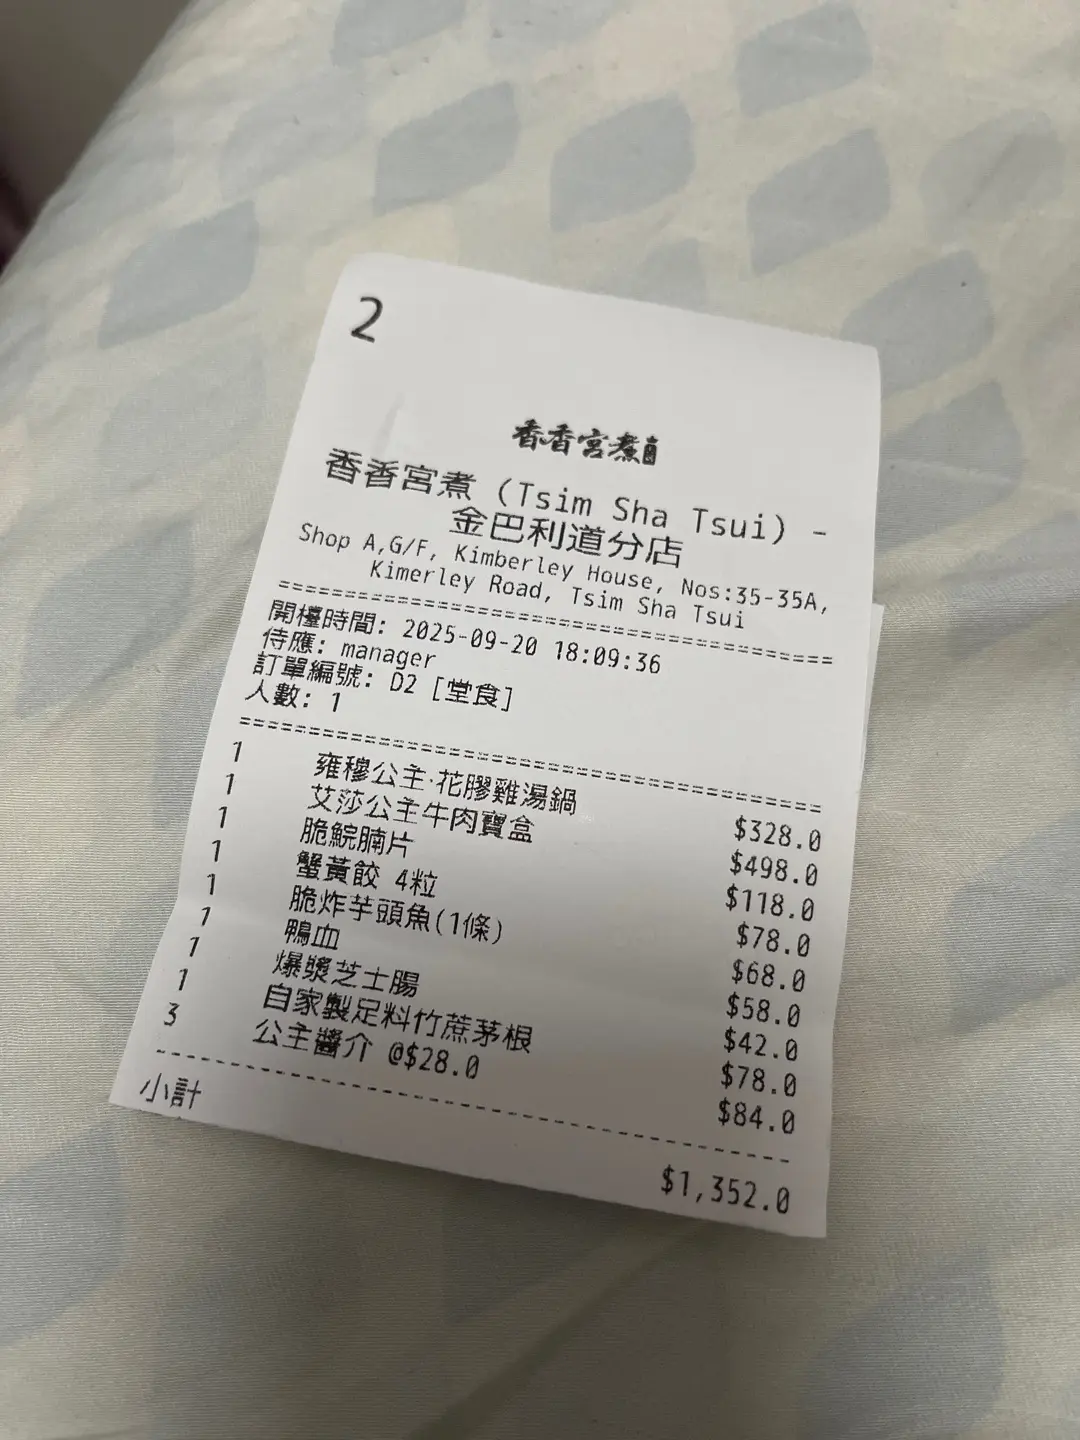 2
香香宮煮
香香宮煮 (Tsim Sha Tsui) -
金巴利道分店
Shop A,G/F, Kimberley House, Nos:35-35A,
Kimerley Road, Tsim Sha Tsui
========================================
開檯時間: 2025-09-20 18:09:36
侍應: manager
訂單編號: D2 [堂食]
人數: 1
========================================
1 雍穆公主·花膠雞湯鍋 $328.0
1 艾莎公主牛肉寶盒 $498.0
1 脆鯇腩片 $118.0
1 蟹黃餃 4粒 $78.0
1 脆炸芋頭魚(1條) $68.0
1 鴨血 $58.0
1 爆漿芝士腸 $42.0
1 自家製足料竹蔗茅根 $78.0
3 公主醬介 @$28.0 $84.0
----------------------------------------
小計 $1,352.0